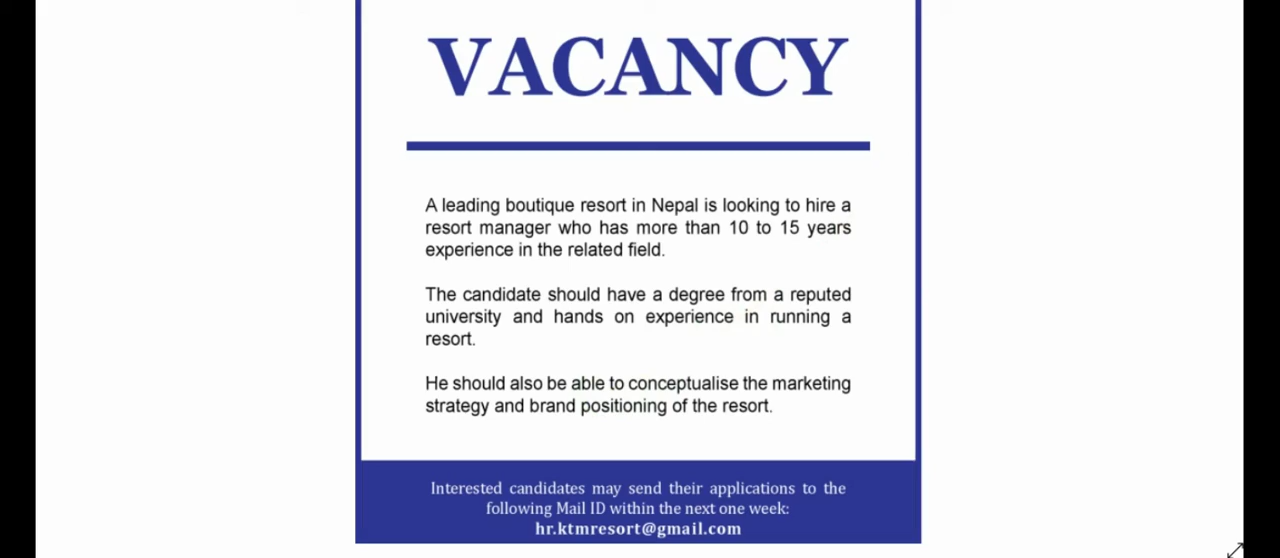 VACANCY
A leading boutique resort in Nepal is looking to hire a
resort manager who has more than 10 to 15 years
experience in the related field.
The candidate should have a degree from a reputed
university and hands on experience in running a
resort.
He should also be able to conceptualise the marketing
strategy and brand positioning of the resort.
Interested candidates may send their applications to the
following Mail ID within the next one week:
hr.ktmresort@gmail.com